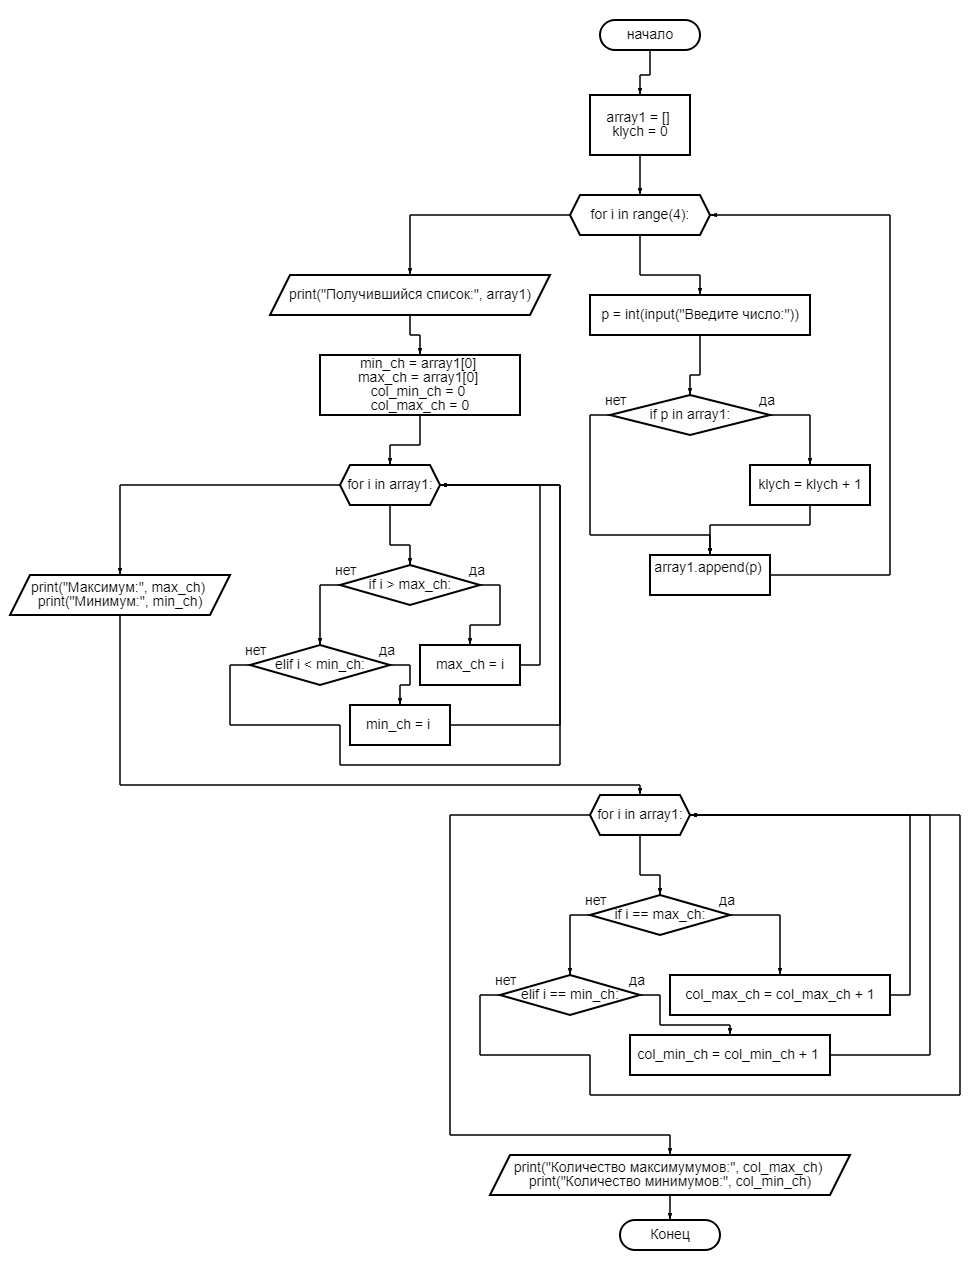 начало
array1 = []
klych = 0
for i in range(4):
print("Получившийся список:", array1)
p = int(input("Введите число:"))
min_ch = array1[0]
max_ch = array1[0]
col_min_ch = 0
col_max_ch = 0
нет
да
if p in array1:
klych = klych + 1
for i in array1:
array1.append(p)
нет
да
if i > max_ch:
print("Максимум:", max_ch)
print("Минимум:", min_ch)
нет
да
elif i < min_ch:
max_ch = i
min_ch = i
for i in array1:
нет
да
if i == max_ch:
нет
да
elif i == min_ch:
col_max_ch = col_max_ch + 1
col_min_ch = col_min_ch + 1
print("Количество максимумумов:", col_max_ch)
print("Количество минимумов:", col_min_ch)
Конец